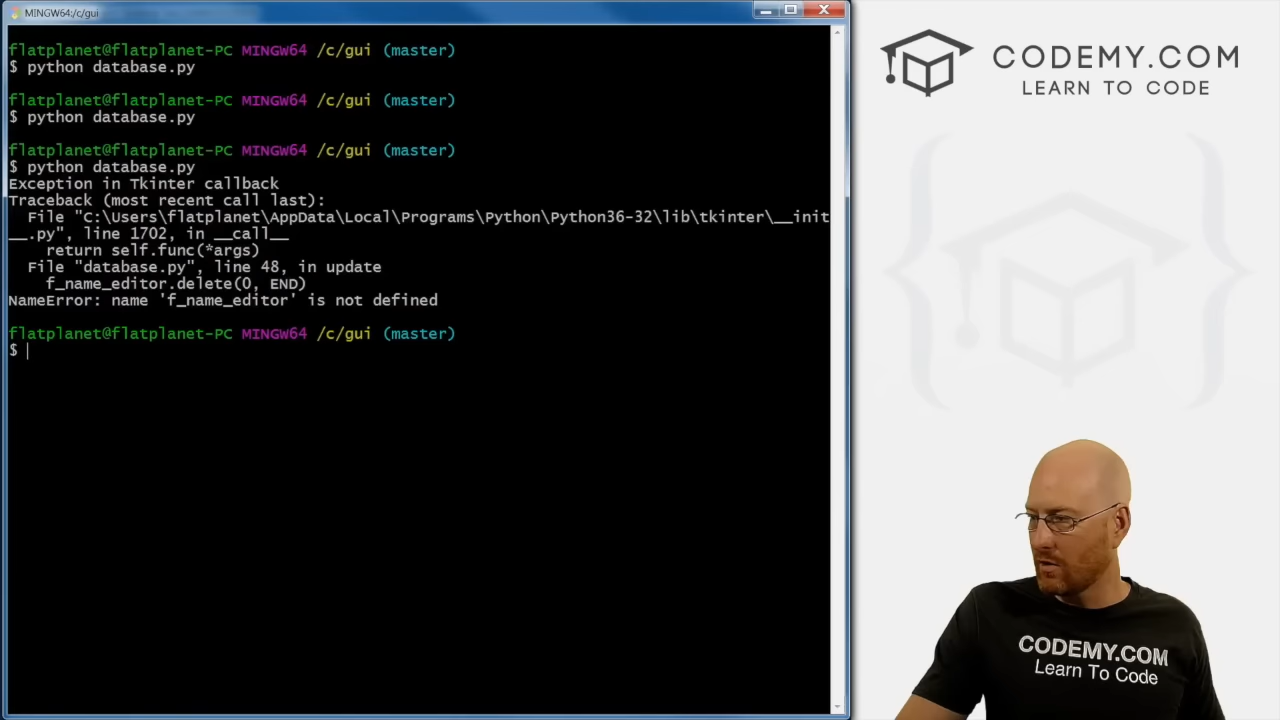 MINGW64:/c/gui
flatplanet@flatplanet-PC MINGW64 /c/gui (master)
$ python database.py
flatplanet@flatplanet-PC MINGW64 /c/gui (master)
$ python database.py
flatplanet@flatplanet-PC MINGW64 /c/gui (master)
$ python database.py
Exception in Tkinter callback
Traceback (most recent call last):
File "C:\Users\flatplanet\AppData\Local\Programs\Python\Python36-32\lib\tkinter\__init
__.py", line 1702, in __call__
return self.func(*args)
File "database.py", line 48, in update
f_name_editor.delete(0, END)
NameError: name 'f_name_editor' is not defined
flatplanet@flatplanet-PC MINGW64 /c/gui (master)
$
CODEMY.COM
LEARN TO CODE
CODEMY.COM
Learn To Code